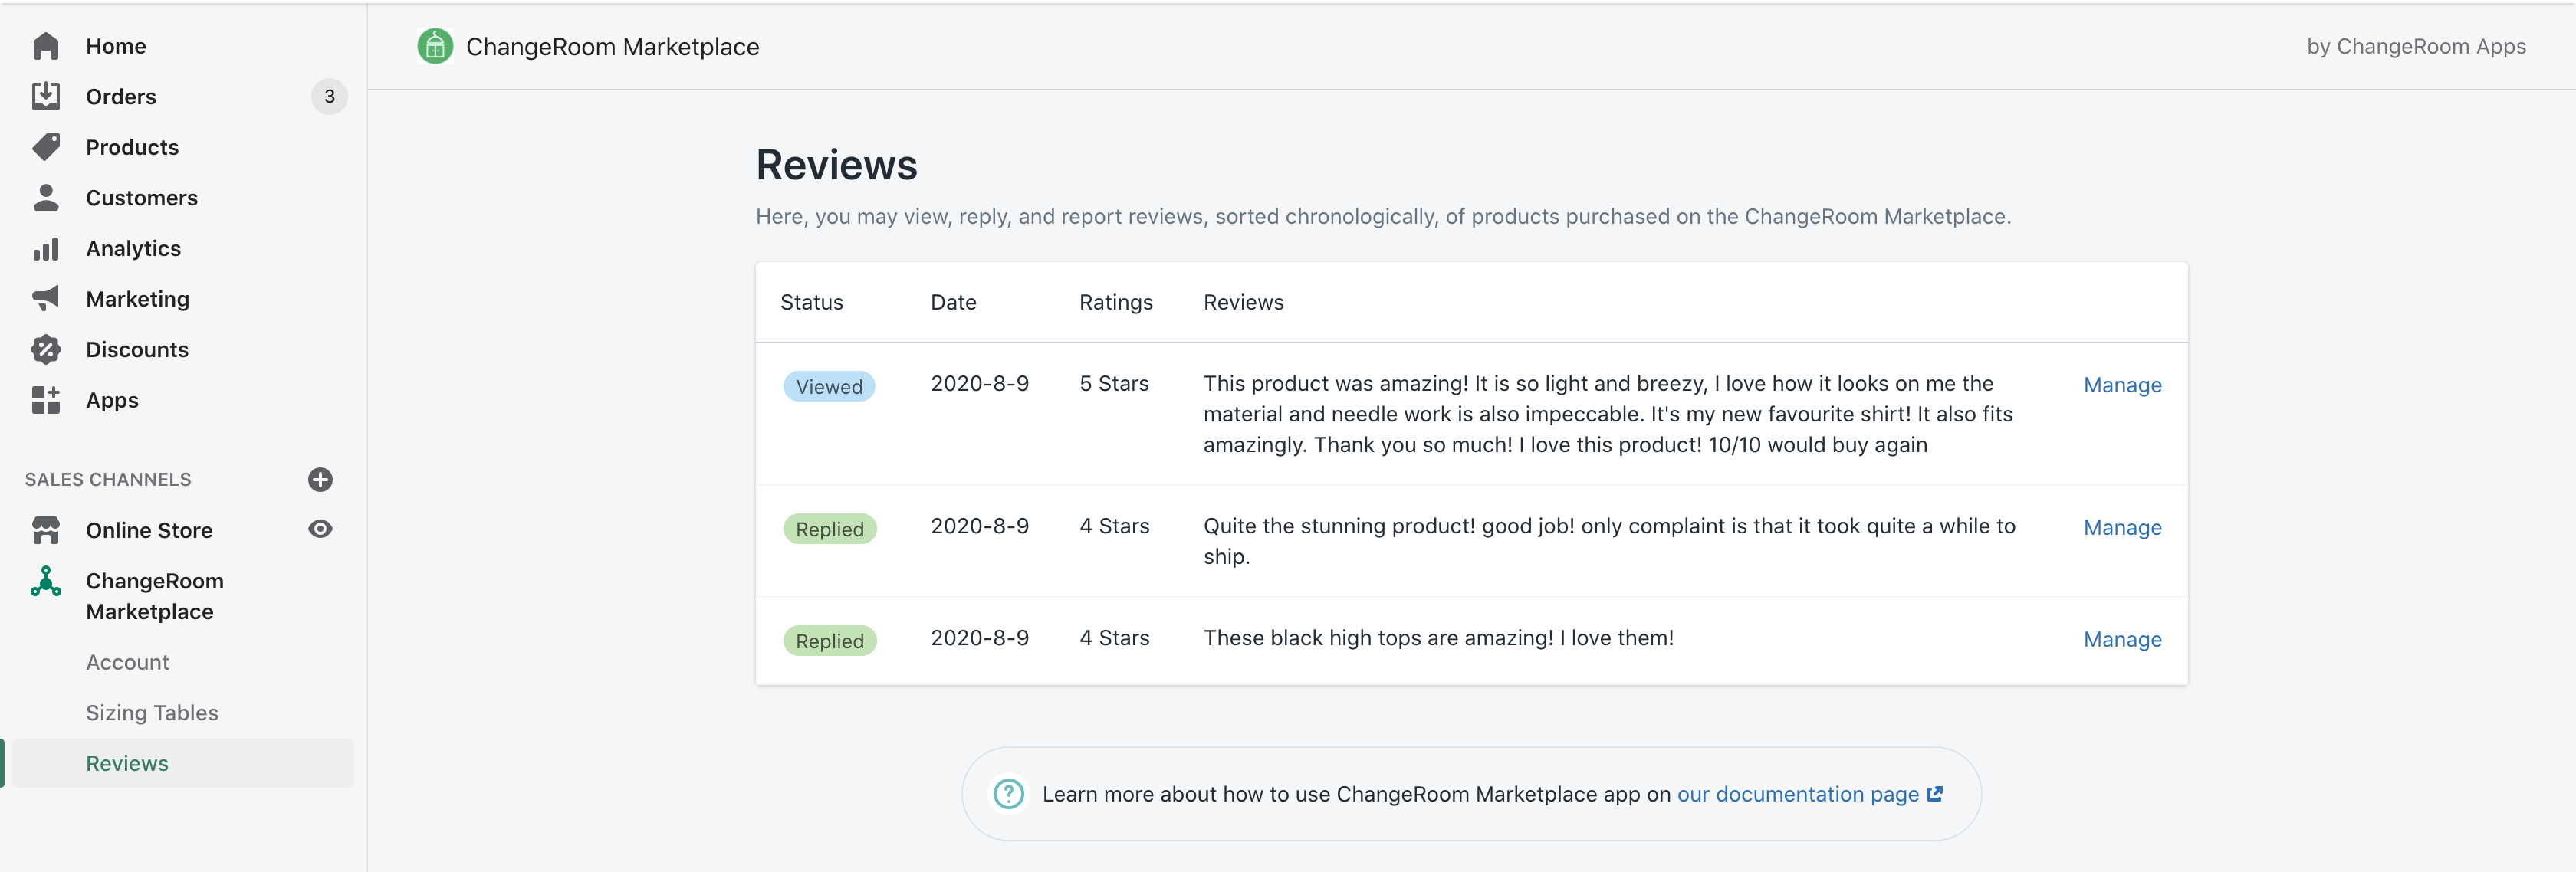 Home
Orders
3
Products
Customers
Analytics
Marketing
Discounts
Apps
SALES CHANNELS
Online Store
ChangeRoom
Marketplace
Account
Sizing Tables
Reviews
ChangeRoom Marketplace
by ChangeRoom Apps
Reviews
Here, you may view, reply, and report reviews, sorted chronologically, of products purchased on the ChangeRoom Marketplace.
Status Date Ratings Reviews
Viewed 2020-8-9 5 Stars This product was amazing! It is so light and breezy, I love how it looks on me the Manage
material and needle work is also impeccable. It's my new favourite shirt! It also fits
amazingly. Thank you so much! I love this product! 10/10 would buy again
Replied 2020-8-9 4 Stars Quite the stunning product! good job! only complaint is that it took quite a while to Manage
ship.
Replied 2020-8-9 4 Stars These black high tops are amazing! I love them! Manage
Learn more about how to use ChangeRoom Marketplace app on our documentation page